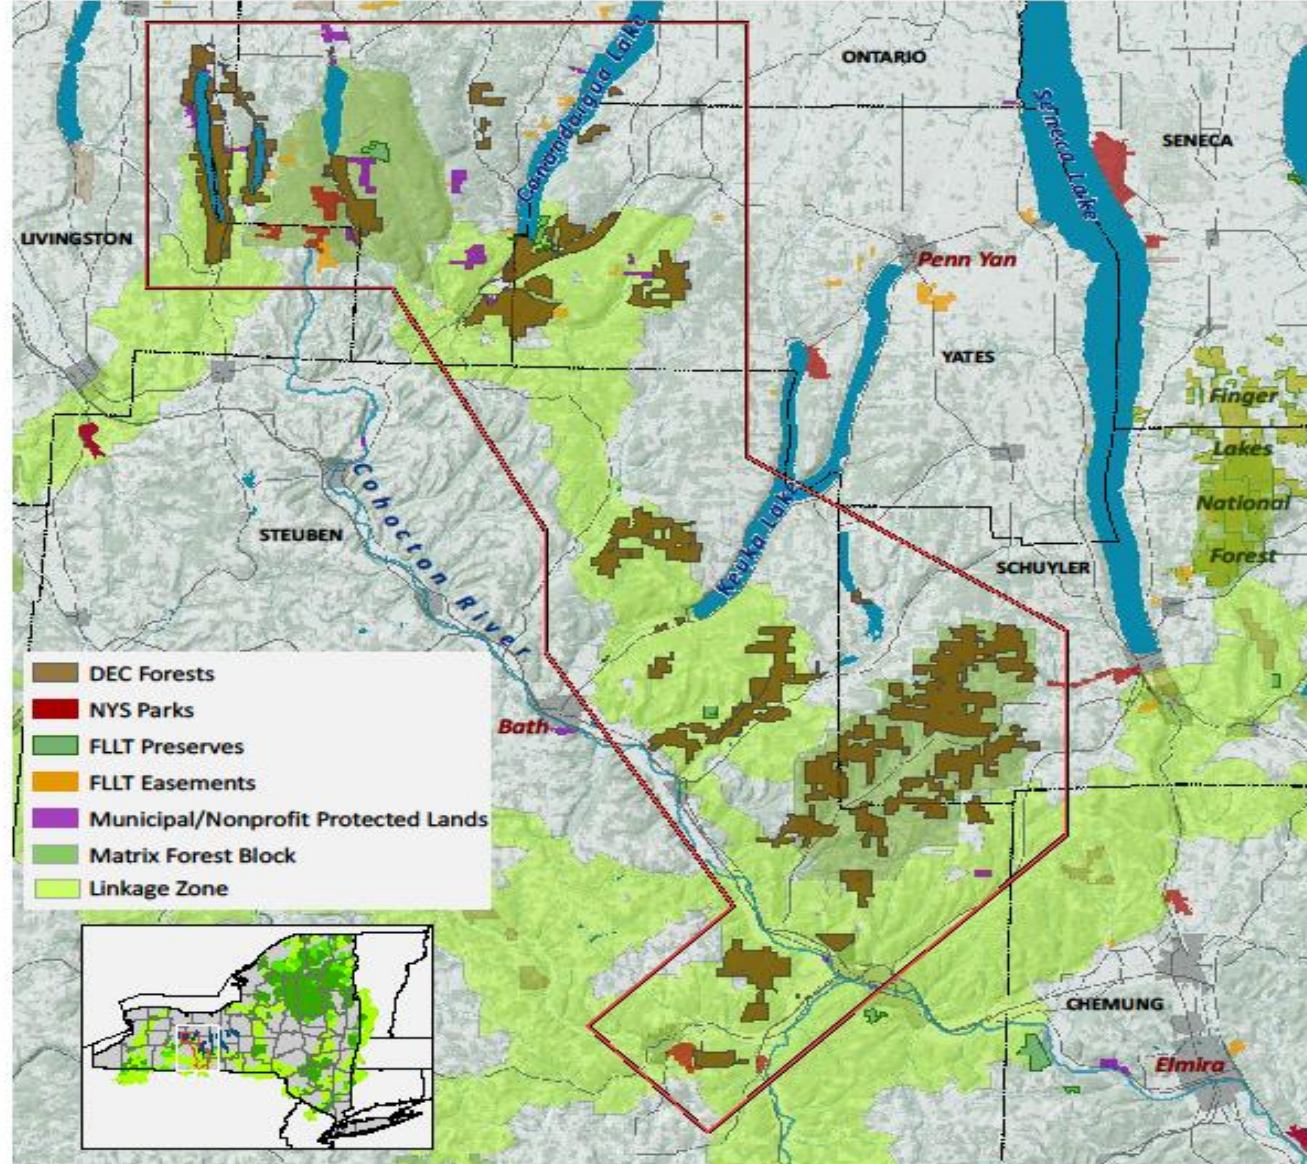 Canandaigua Lake
ONTARIO
Seneca Lake
SENECA
LIVINGSTON
Penn Yan
YATES
Finger
Lakes
National
Forest
Cohocton River
STEUBEN
Keuka Lake
SCHUYLER
Bath
DEC Forests
NYS Parks
FLLT Preserves
FLLT Easements
Municipal/Nonprofit Protected Lands
Matrix Forest Block
Linkage Zone
CHEMUNG
Elmira